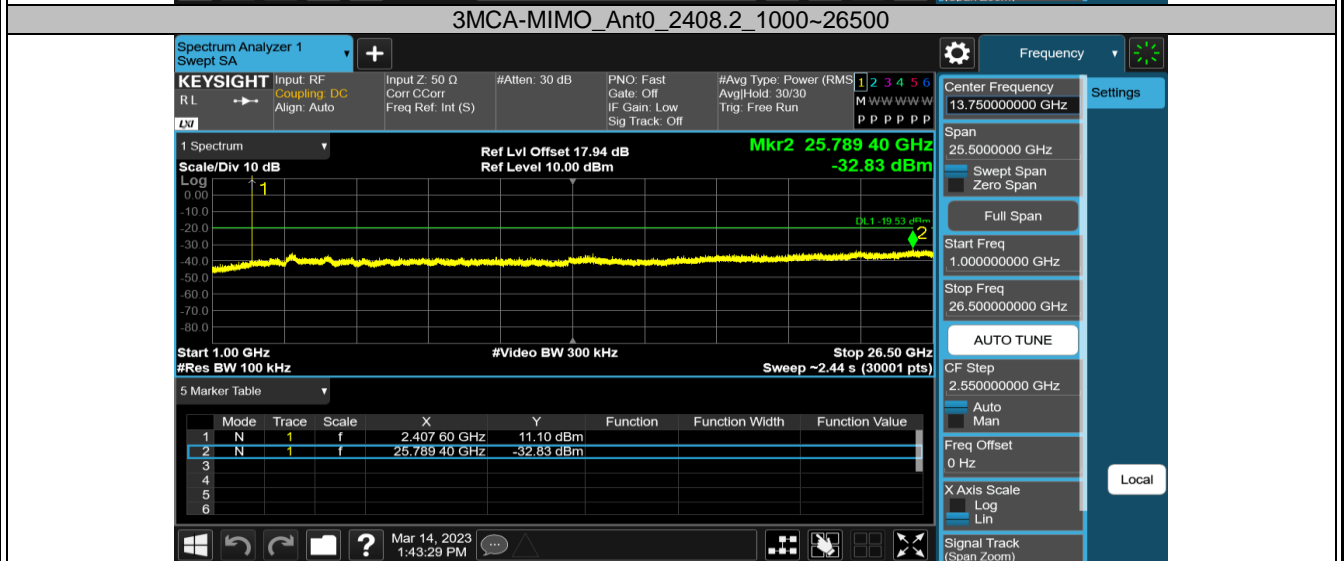 3MCA-MIMO_Ant0_2408.2_1000~26500
Spectrum Analyzer 1
Swept SA
+
Frequency
KEYSIGHT
RL
LXI
Input: RF
Coupling: DC
Align: Auto
Input Z: 50 Ω
Corr CCorr
Freq Ref: Int (S)
#Atten: 30 dB
PNO: Fast
Gate: Off
IF Gain: Low
Sig Track: Off
#Avg Type: Power (RMS
Avg|Hold: 30/30
Trig: Free Run
1 2 3 4 5 6
M W W W W W
P P P P P P
1 Spectrum
Scale/Div 10 dB
Ref Lvl Offset 17.94 dB
Ref Level 10.00 dBm
Mkr2 25.789 40 GHz
-32.83 dBm
Log
0.00
-10.0
-20.0
-30.0
-40.0
-50.0
-60.0
-70.0
-80.0
1
DL1 -19.53 dBm
2
Start 1.00 GHz
#Video BW 300 kHz
Stop 26.50 GHz
#Res BW 100 kHz
Sweep ~2.44 s (30001 pts)
5 Marker Table
Mode Trace Scale X Y Function Function Width Function Value
1 N 1 f 2.407 60 GHz 11.10 dBm
2 N 1 f 25.789 40 GHz -32.83 dBm
3
4
5
6
?
Mar 14, 2023
1:43:29 PM
Center Frequency
13.750000000 GHz
Settings
Span
25.5000000 GHz
Swept Span
Zero Span
Full Span
Start Freq
1.000000000 GHz
Stop Freq
26.500000000 GHz
AUTO TUNE
CF Step
2.550000000 GHz
Auto
Man
Freq Offset
0 Hz
X Axis Scale
Log
Lin
Local
Signal Track
(Span Zoom)